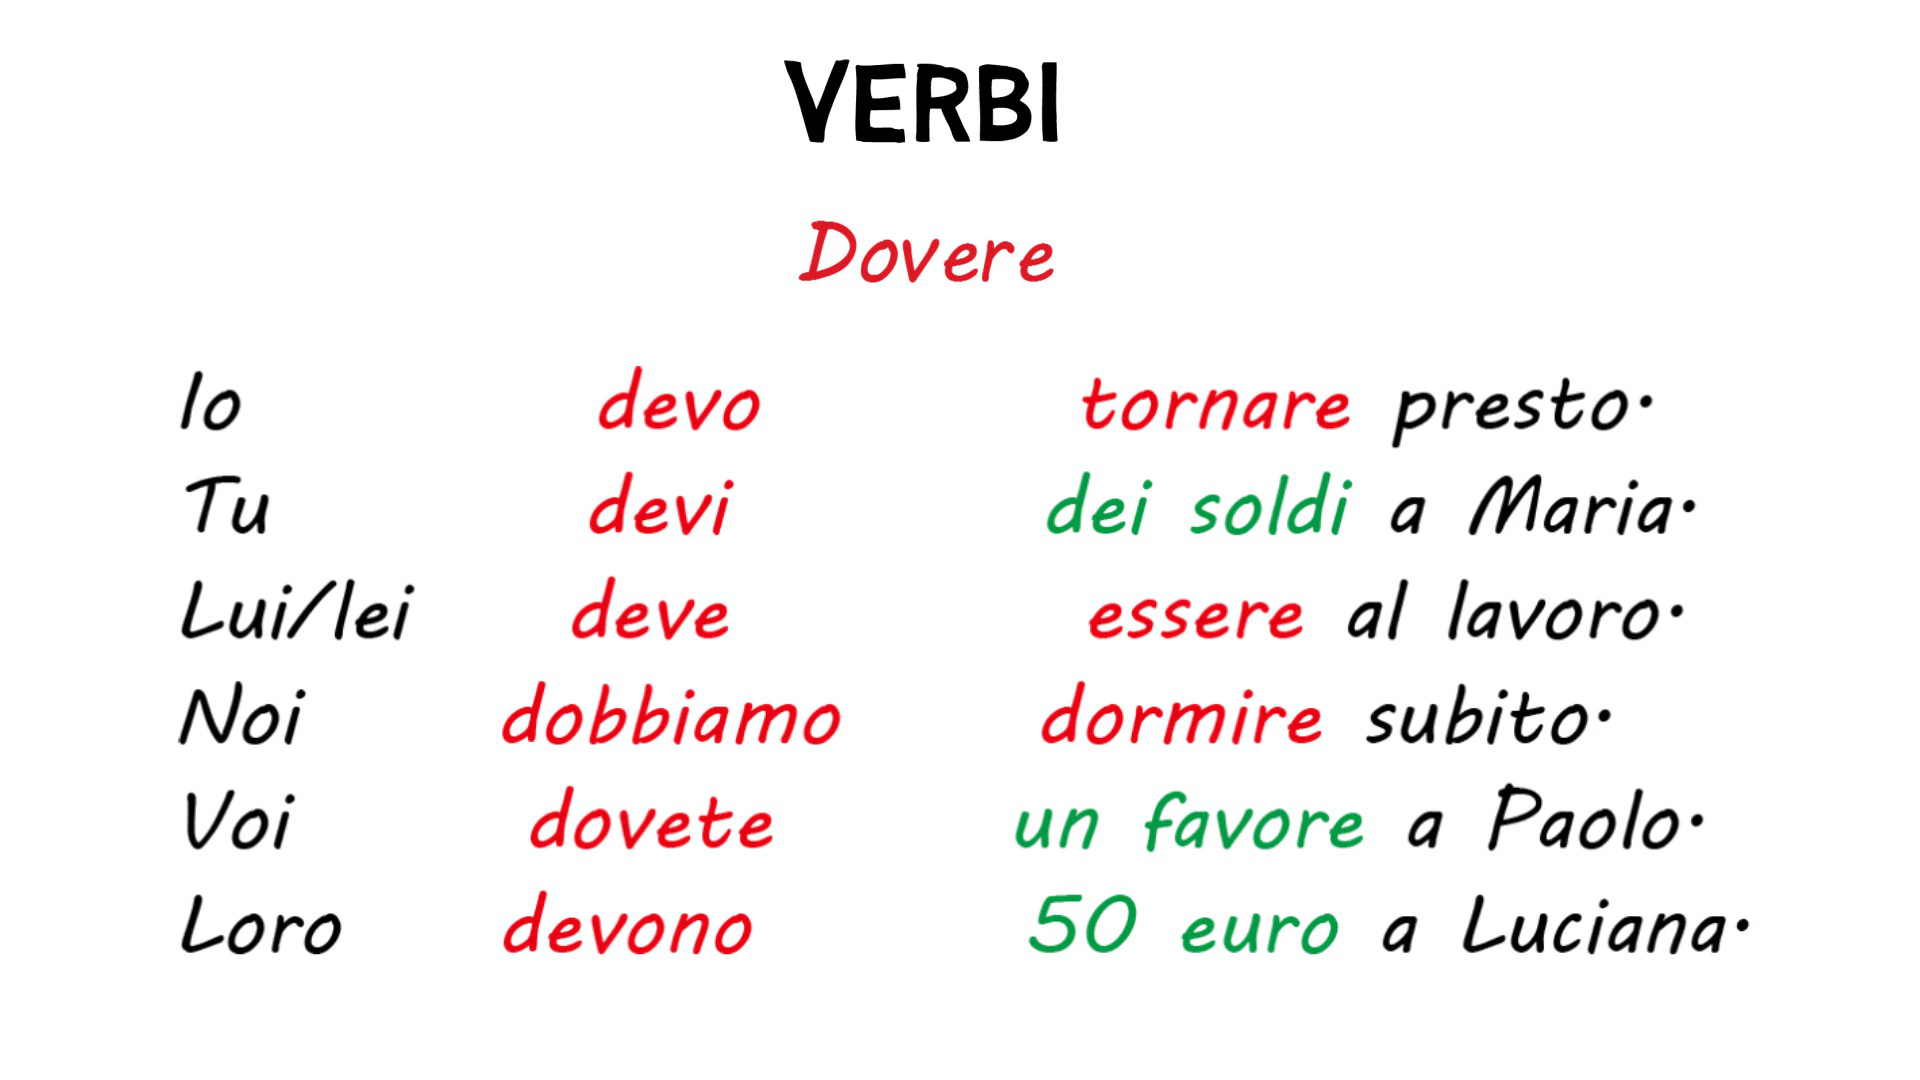 VERBI
Dovere
Io devo tornare presto.
Tu devi dei soldi a Maria.
Lui/lei deve essere al lavoro.
Noi dobbiamo dormire subito.
Voi dovete un favore a Paolo.
Loro devono 50 euro a Luciana.